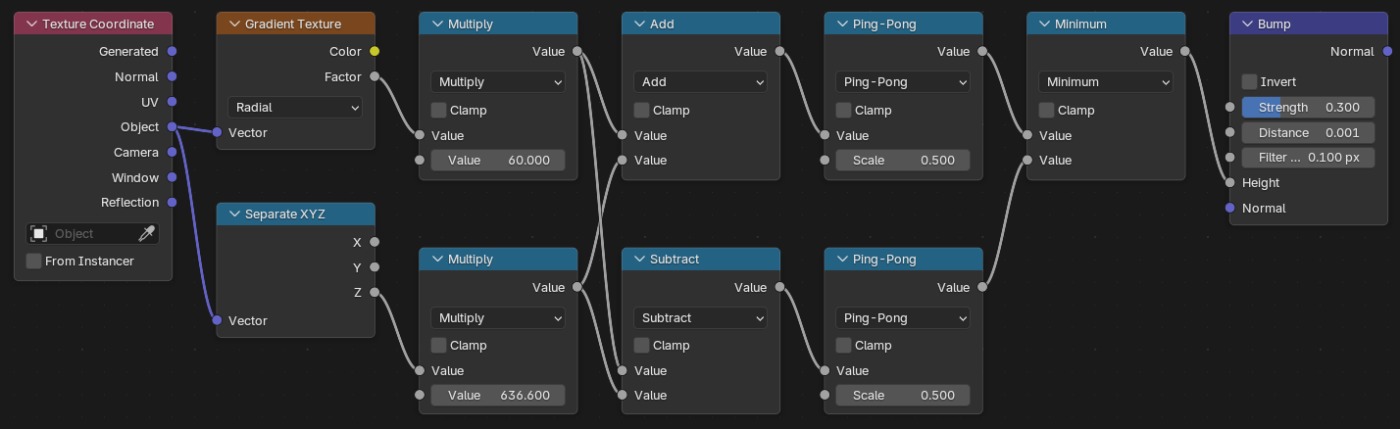 Texture Coordinate
Generated
Normal
UV
Object
Camera
Window
Reflection
Object
From Instancer
Gradient Texture
Color
Factor
Radial
Vector
Separate XYZ
X
Y
Z
Vector
Multiply
Value
Multiply
Clamp
Value
Value 60.000
Multiply
Value
Multiply
Clamp
Value
Value 636.600
Add
Value
Add
Clamp
Value
Value
Subtract
Value
Subtract
Clamp
Value
Value
Ping-Pong
Value
Ping-Pong
Clamp
Value
Scale 0.500
Ping-Pong
Value
Ping-Pong
Clamp
Value
Scale 0.500
Minimum
Value
Minimum
Clamp
Value
Value
Bump
Normal
Invert
Strength 0.300
Distance 0.001
Filter ... 0.100 px
Height
Normal